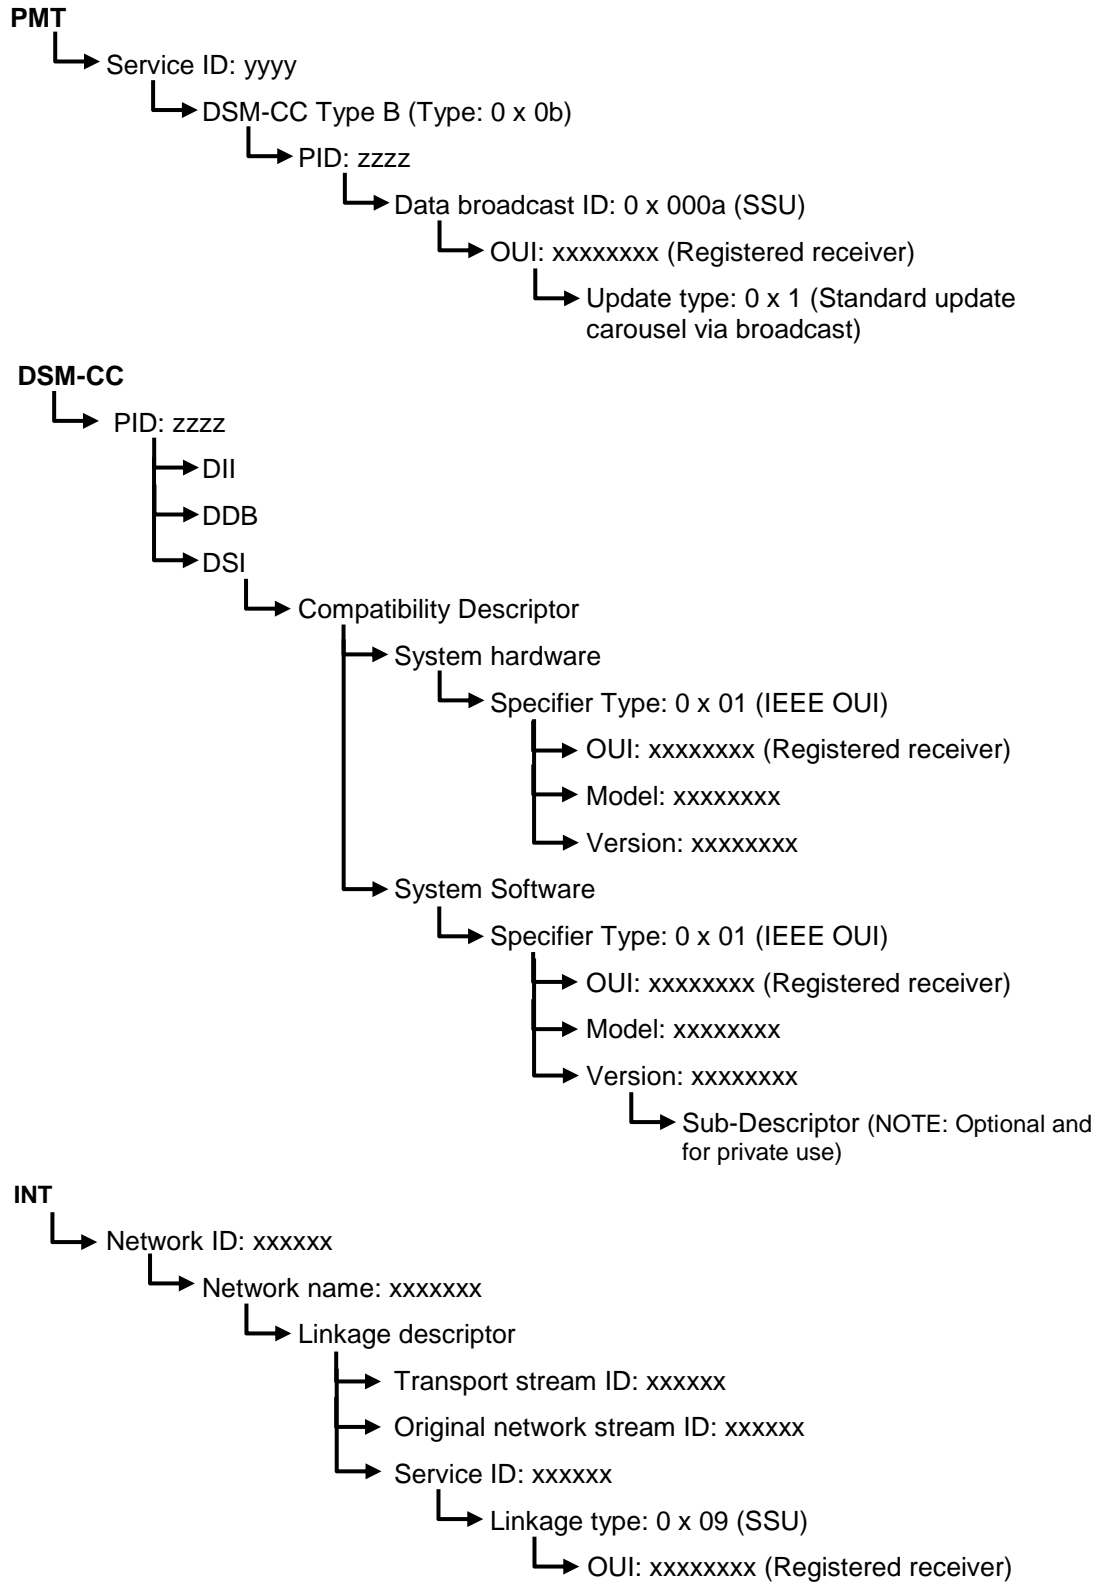 PMT
Service ID: yyyy
DSM-CC Type B (Type: 0 x 0b)
PID: zzzz
Data broadcast ID: 0 x 000a (SSU)
OUI: xxxxxxxx (Registered receiver)
Update type: 0 x 1 (Standard update
carousel via broadcast)
DSM-CC
PID: zzzz
DII
DDB
DSI
Compatibility Descriptor
System hardware
Specifier Type: 0 x 01 (IEEE OUI)
OUI: xxxxxxxx (Registered receiver)
Model: xxxxxxxx
Version: xxxxxxxx
System Software
Specifier Type: 0 x 01 (IEEE OUI)
OUI: xxxxxxxx (Registered receiver)
Model: xxxxxxxx
Version: xxxxxxxx
Sub-Descriptor (NOTE: Optional and
for private use)
INT
Network ID: xxxxxx
Network name: xxxxxxx
Linkage descriptor
Transport stream ID: xxxxxx
Original network stream ID: xxxxxx
Service ID: xxxxxx
Linkage type: 0 x 09 (SSU)
OUI: xxxxxxxx (Registered receiver)